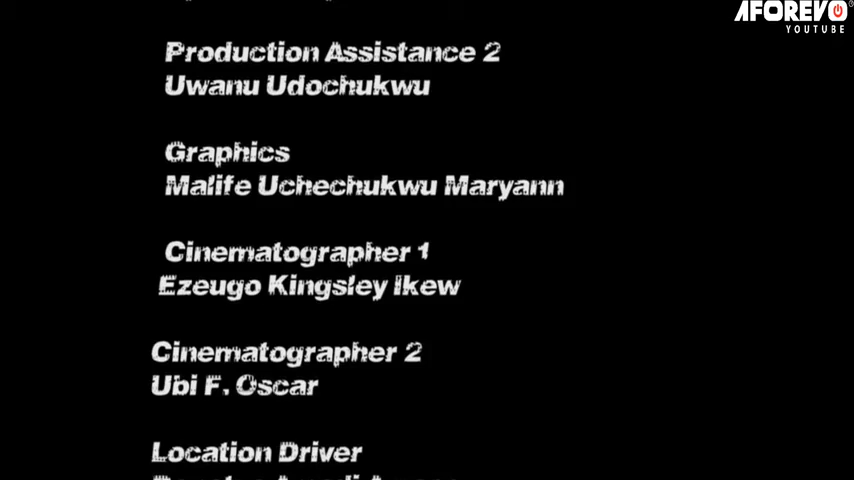 AFOREVO
YOUTUBE
Production Assistance 2
Uwanu Udochukwu
Graphics
Malife Uchechukwu Maryann
Cinematographer 1
Ezeugo Kingsley Ikew
Cinematographer 2
Ubi F. Oscar
Location Driver